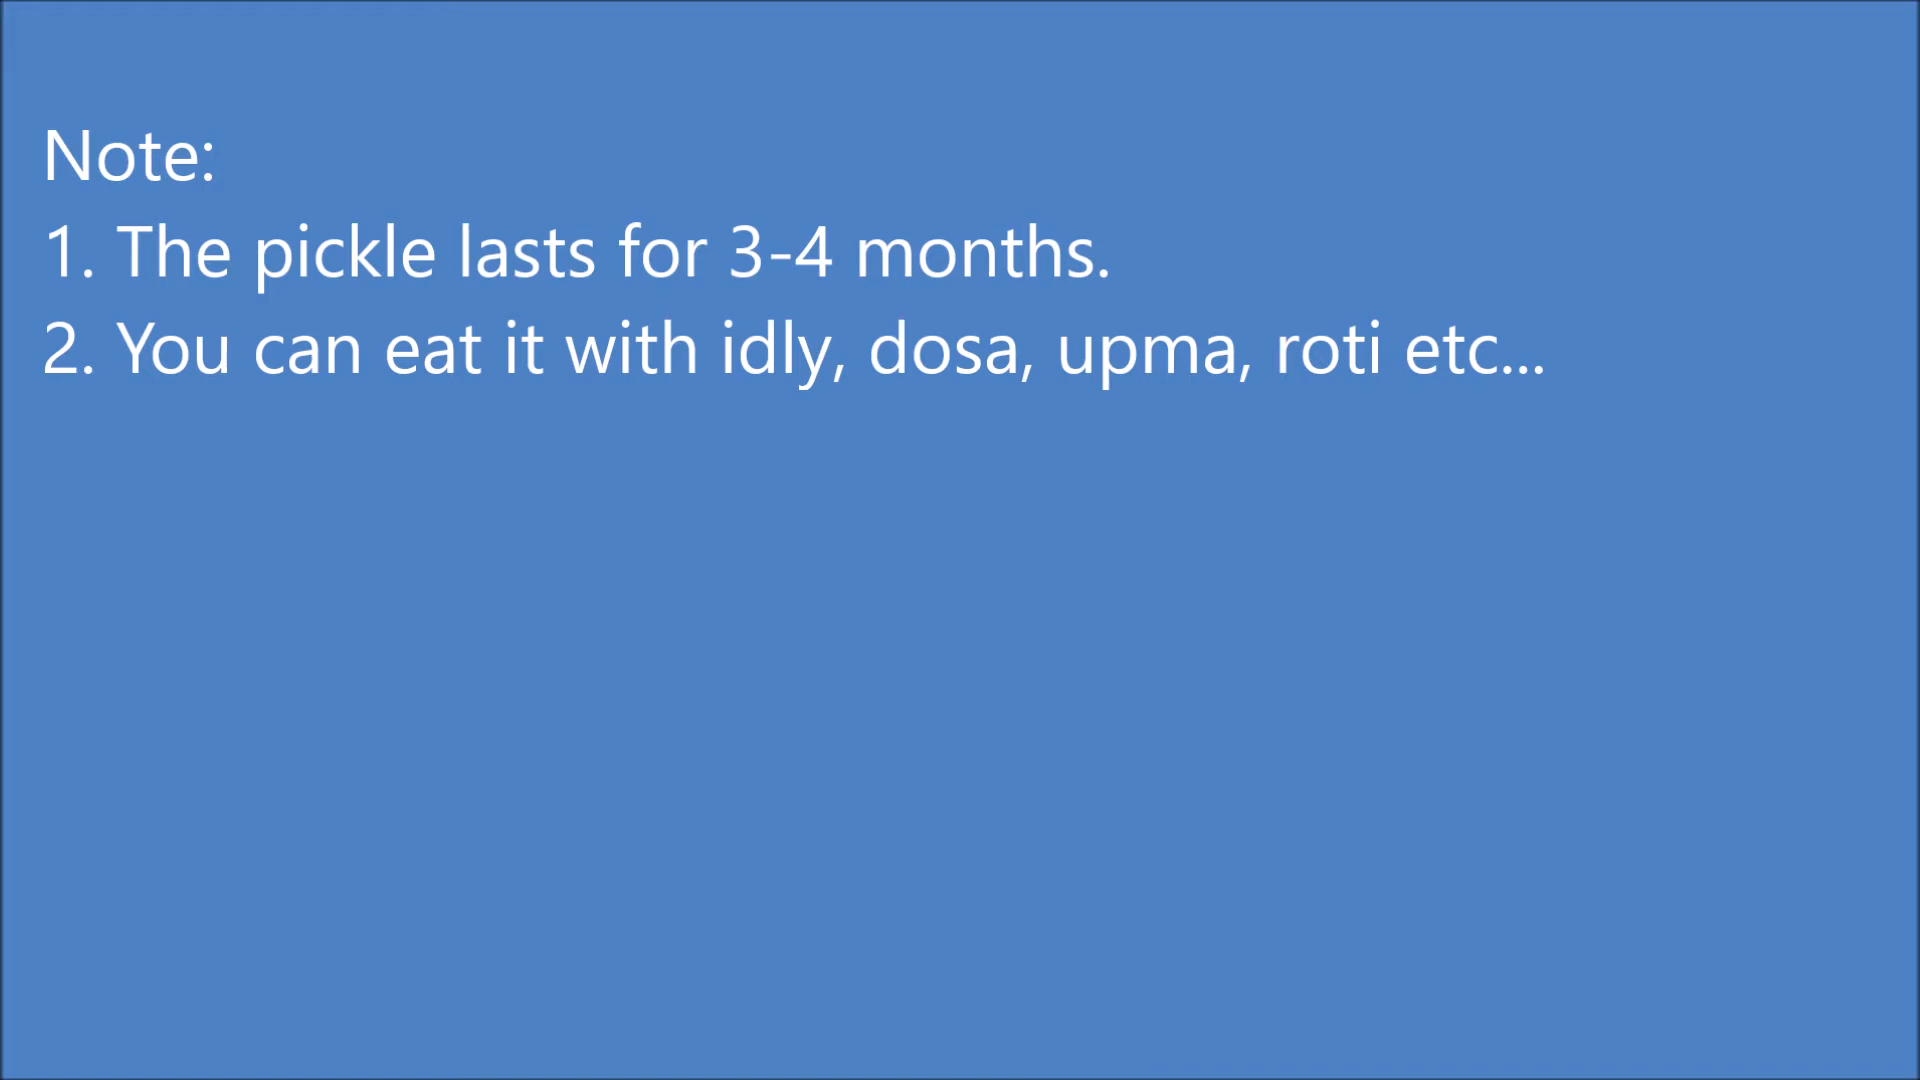 Note:
1. The pickle lasts for 3-4 months.
2. You can eat it with idly, dosa, upma, roti etc...